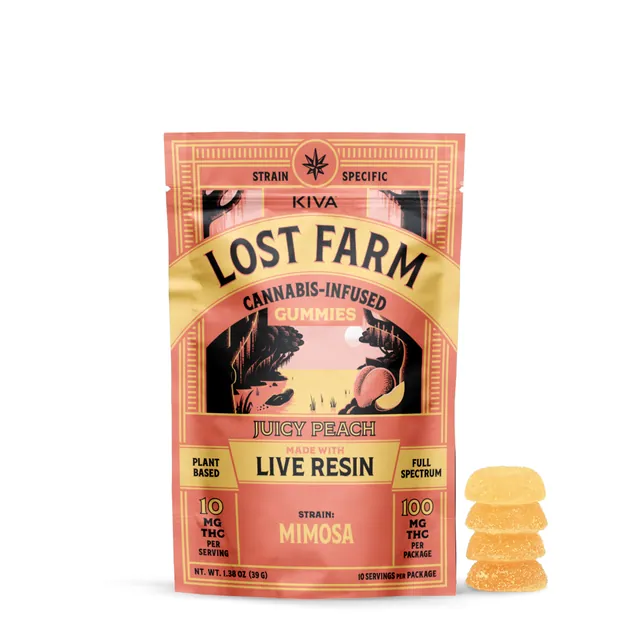 STRAIN SPECIFIC
KIVA
LOST FARM
CANNABIS-INFUSED
GUMMIES
JUICY PEACH
MADE WITH
LIVE RESIN
PLANT
BASED
FULL
SPECTRUM
10
MG
THC
PER
SERVING
STRAIN:
MIMOSA
100
MG
THC
PER
PACKAGE
NT. WT. 1.38 OZ (39 G)
10 SERVINGS PER PACKAGE